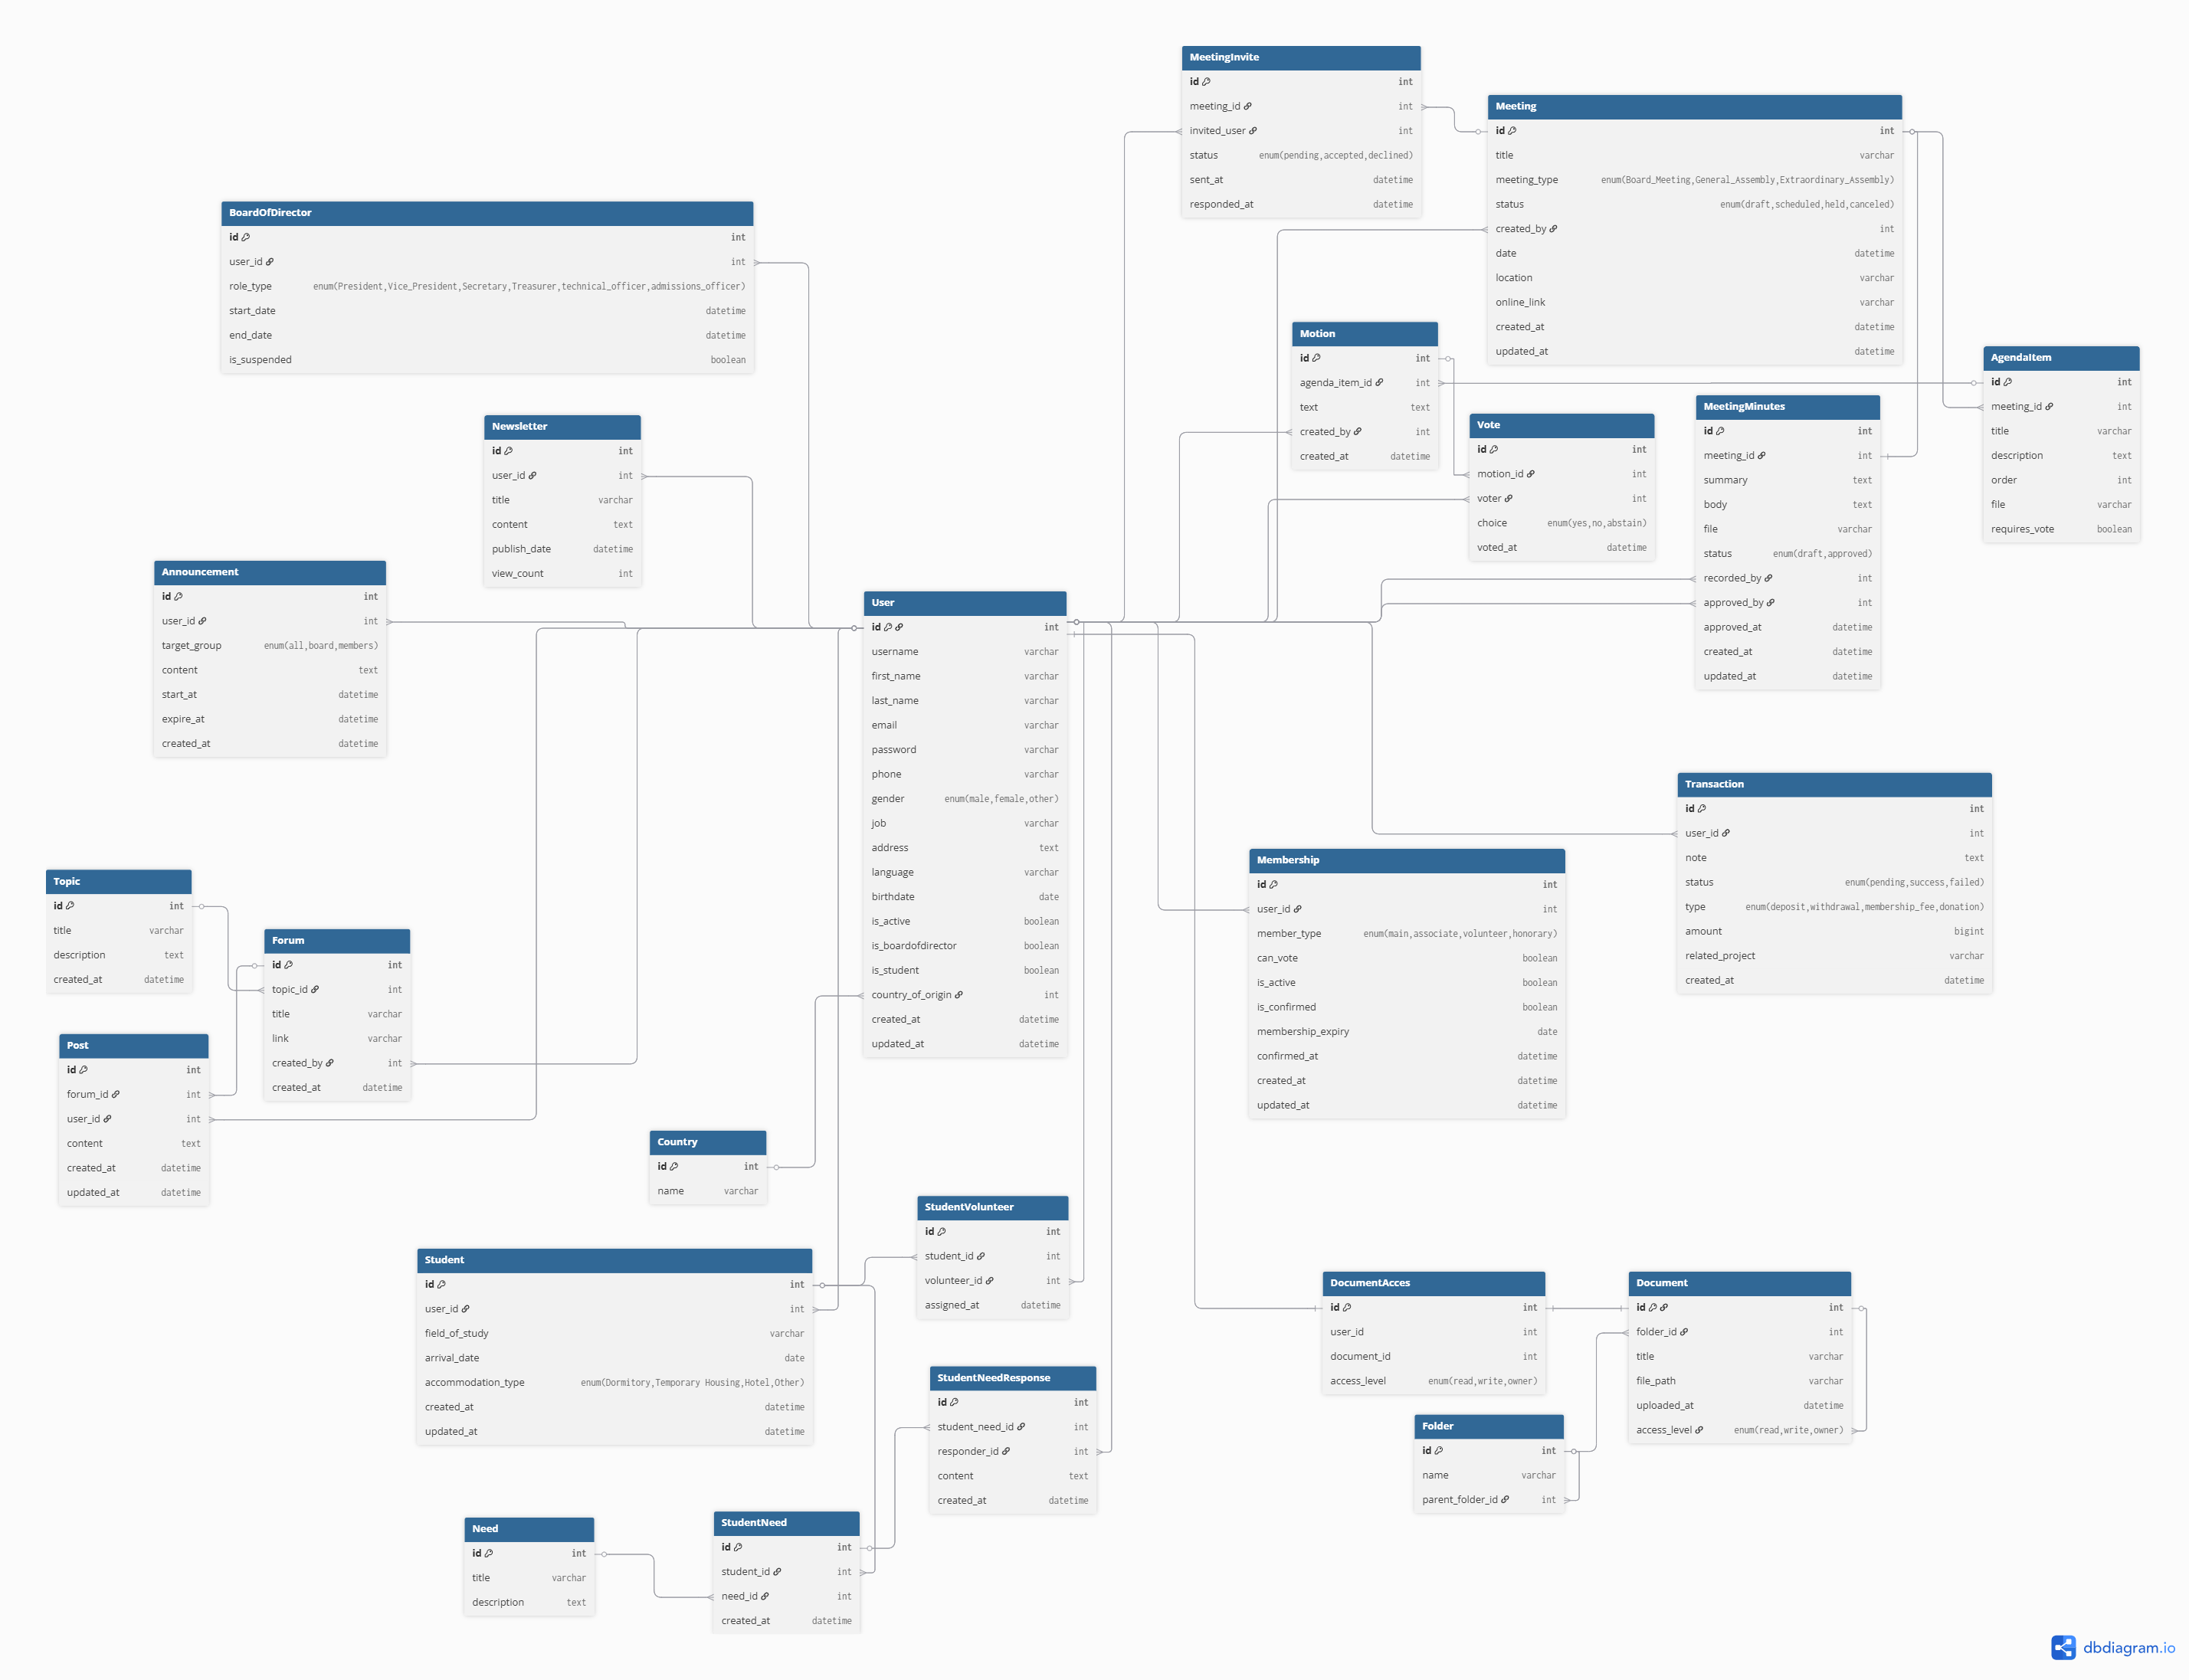 MeetingInvite
id int
meeting_id int
invited_user int
status enum(pending,accepted,declined)
sent_at datetime
responded_at datetime
Meeting
id int
title varchar
meeting_type enum(Board_Meeting,General_Assembly,Extraordinary_Assembly)
status enum(draft,scheduled,held,canceled)
created_by int
date datetime
location varchar
online_link varchar
created_at datetime
updated_at datetime
BoardOfDirector
id int
user_id int
role_type enum(President,Vice_President,Secretary,Treasurer,technical_officer,admissions_officer)
start_date datetime
end_date datetime
is_suspended boolean
Motion
id int
agenda_item_id int
text text
created_by int
created_at datetime
AgendaItem
id int
meeting_id int
title varchar
description text
order int
file varchar
requires_vote boolean
MeetingMinutes
id int
meeting_id int
summary text
body text
file varchar
status enum(draft,approved)
recorded_by int
approved_by int
approved_at datetime
created_at datetime
updated_at datetime
Vote
id int
motion_id int
voter int
choice enum(yes,no,abstain)
voted_at datetime
Newsletter
id int
user_id int
title varchar
content text
publish_date datetime
view_count int
Announcement
id int
user_id int
target_group enum(all,board,members)
content text
start_at datetime
expire_at datetime
created_at datetime
User
id int
username varchar
first_name varchar
last_name varchar
email varchar
password varchar
phone varchar
gender enum(male,female,other)
job varchar
address text
language varchar
birthdate date
is_active boolean
is_boardofdirector boolean
is_student boolean
country_of_origin int
created_at datetime
updated_at datetime
Transaction
id int
user_id int
note text
status enum(pending,success,failed)
type enum(deposit,withdrawal,membership_fee,donation)
amount bigint
related_project varchar
created_at datetime
Membership
id int
user_id int
member_type enum(main,associate,volunteer,honorary)
can_vote boolean
is_active boolean
is_confirmed boolean
membership_expiry date
confirmed_at datetime
created_at datetime
updated_at datetime
Topic
id int
title varchar
description text
created_at datetime
Forum
id int
topic_id int
title varchar
link varchar
created_by int
created_at datetime
Post
id int
forum_id int
user_id int
content text
created_at datetime
updated_at datetime
Country
id int
name varchar
StudentVolunteer
id int
student_id int
volunteer_id int
assigned_at datetime
Student
id int
user_id int
field_of_study varchar
arrival_date date
accommodation_type enum(Dormitory,Temporary Housing,Hotel,Other)
created_at datetime
updated_at datetime
DocumentAcces
id int
user_id int
document_id int
access_level enum(read,write,owner)
Document
id int
folder_id int
title varchar
file_path varchar
uploaded_at datetime
access_level enum(read,write,owner)
StudentNeedResponse
id int
student_need_id int
responder_id int
content text
created_at datetime
Folder
id int
name varchar
parent_folder_id int
Need
id int
title varchar
description text
StudentNeed
id int
student_id int
need_id int
created_at datetime
dbdiagram.io